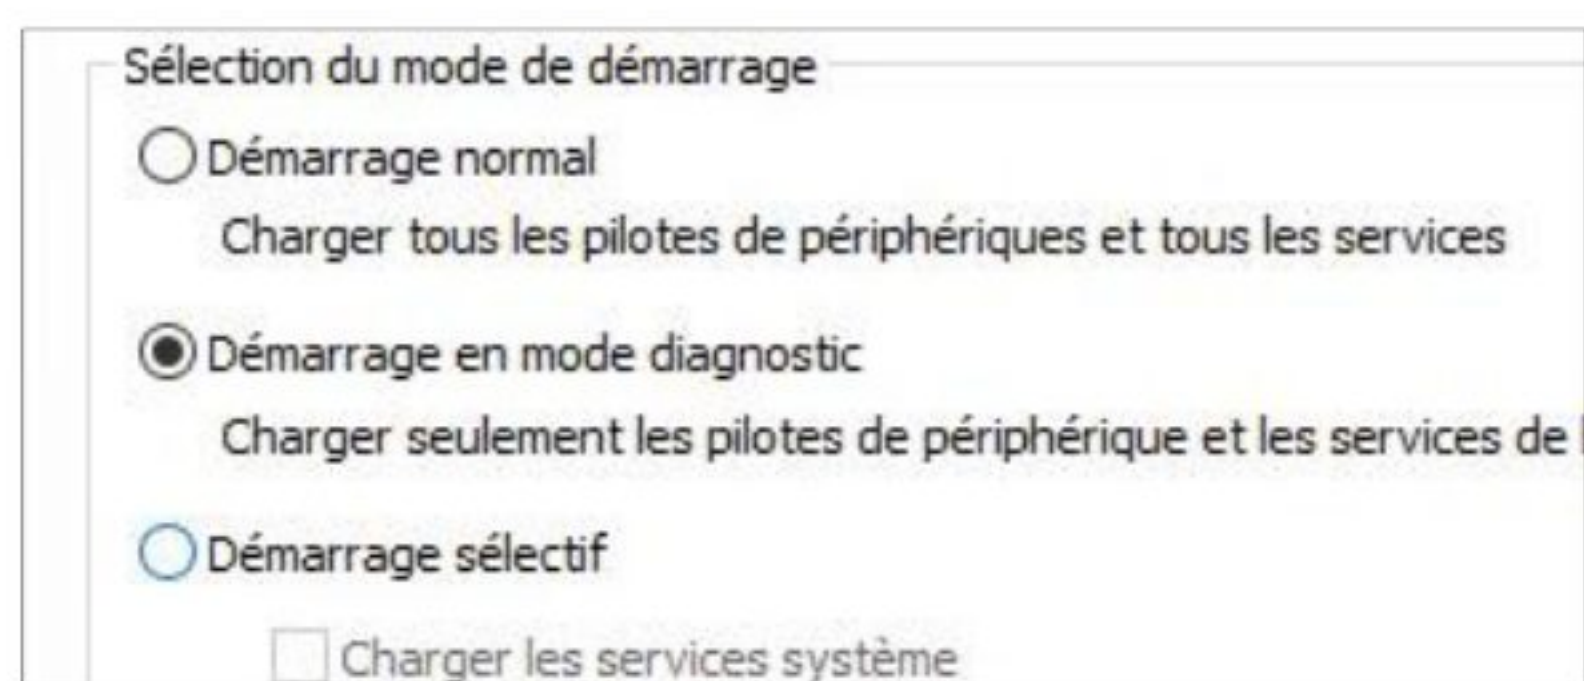 Sélection du mode de démarrage
Démarrage normal
Charger tous les pilotes de périphériques et tous les services
Démarrage en mode diagnostic
Charger seulement les pilotes de périphérique et les services de
Démarrage sélectif
Charger les services système